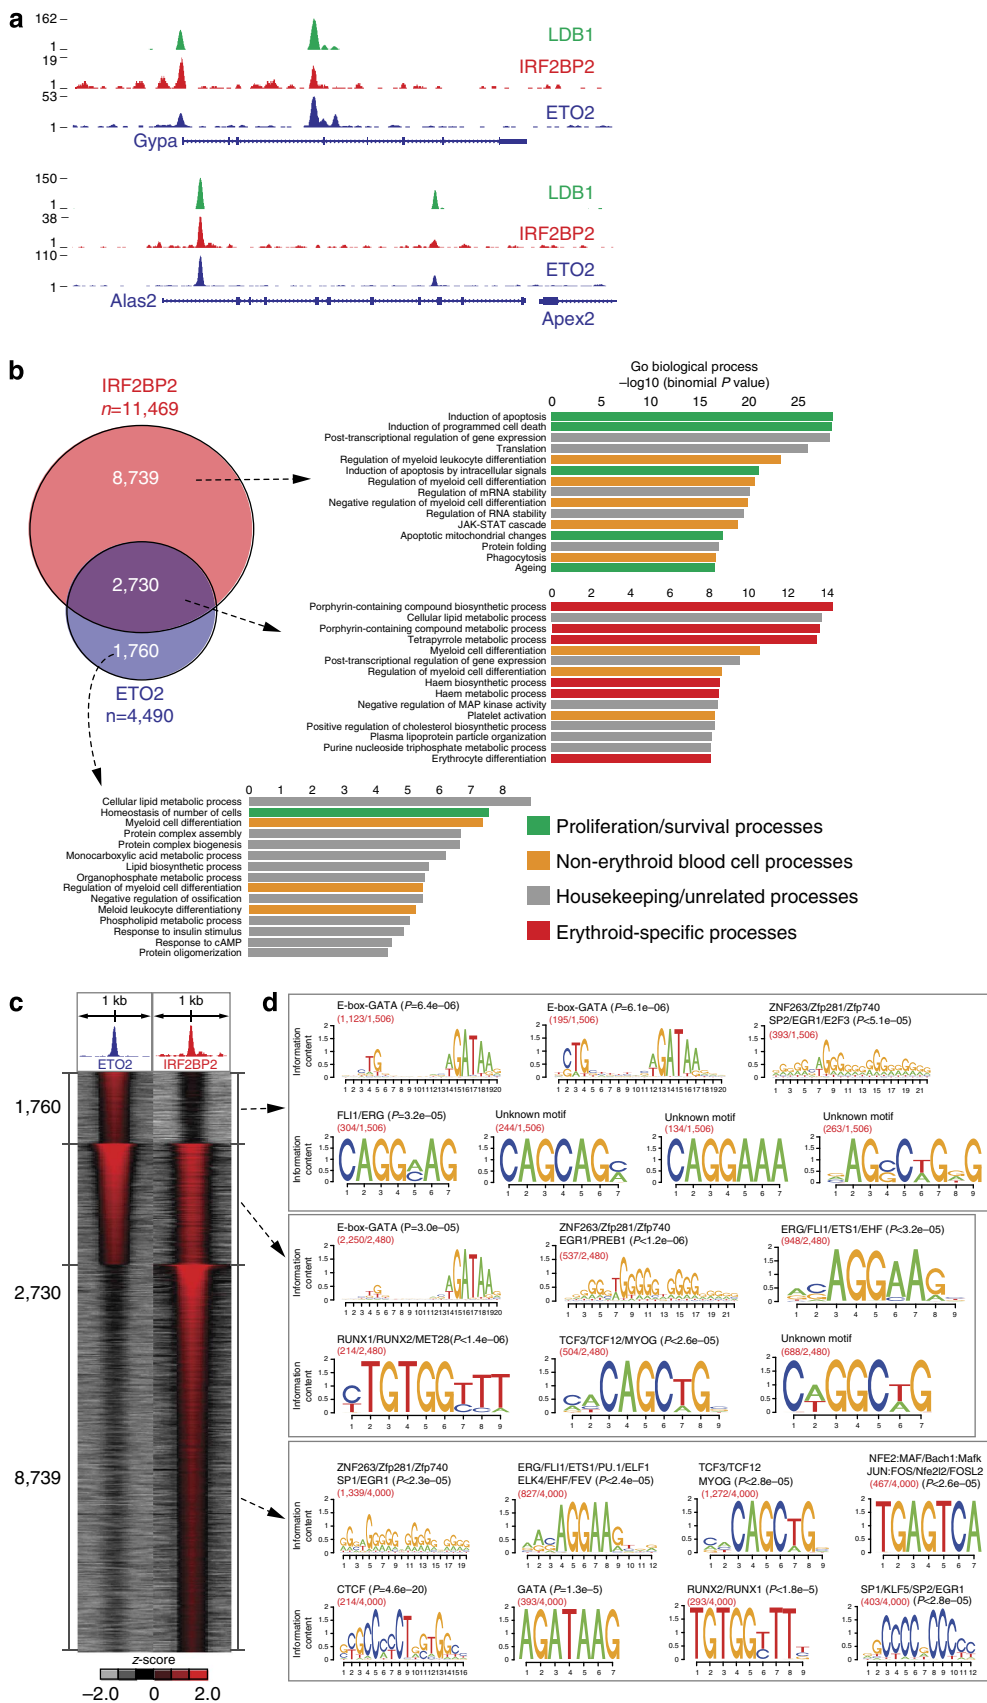 a
162
1
LDB1
19
1
IRF2BP2
53
1
ETO2
Gypa
150
1
LDB1
38
1
IRF2BP2
110
1
ETO2
Alas2
Apex2
b
IRF2BP2
n=11,469
8,739
2,730
1,760
ETO2
n=4,490
Go biological process
–log10 (binomial P value)
0 5 10 15 20 25
Induction of apoptosis
Induction of programmed cell death
Post-transcriptional regulation of gene expression
Translation
Regulation of myeloid leukocyte differentiation
Induction of apoptosis by intracellular signals
Regulation of myeloid cell differentiation
Regulation of mRNA stability
Negative regulation of myeloid cell differentiation
Regulation of RNA stability
JAK-STAT cascade
Apoptotic mitochondrial changes
Protein folding
Phagocytosis
Ageing
0 2 4 6 8 10 12 14
Porphyrin-containing compound biosynthetic process
Cellular lipid metabolic process
Porphyrin-containing compound metabolic process
Tetrapyrrole metabolic process
Myeloid cell differentiation
Post-transcriptional regulation of gene expression
Regulation of myeloid cell differentiation
Haem biosynthetic process
Haem metabolic process
Negative regulation of MAP kinase activity
Platelet activation
Positive regulation of cholesterol biosynthetic process
Plasma lipoprotein particle organization
Purine nucleoside triphosphate metabolic process
Erythrocyte differentiation
0 1 2 3 4 5 6 7 8
Cellular lipid metabolic process
Homeostasis of number of cells
Myeloid cell differentiation
Protein complex assembly
Protein complex biogenesis
Monocarboxylic acid metabolic process
Lipid biosynthetic process
Organophosphate metabolic process
Regulation of myeloid cell differentiation
Negative regulation of ossification
Meloid leukocyte differentiationy
Phospholipid metabolic process
Response to insulin stimulus
Response to cAMP
Protein oligomerization
Proliferation/survival processes
Non-erythroid blood cell processes
Housekeeping/unrelated processes
Erythroid-specific processes
c
1 kb 1 kb
ETO2 IRF2BP2
1,760
2,730
8,739
z-score
–2.0 0 2.0
d
E-box-GATA (P=6.4e–06)
(1,123/1,506)
E-box-GATA (P=6.1e–06)
(195/1,506)
ZNF263/Zfp281/Zfp740
SP2/EGR1/E2F3 (P<5.1e–05)
(393/1,506)
Information content
FLI1/ERG (P=3.2e–05)
(304/1,506)
CAGG AG
Unknown motif
(244/1,506)
CAGCAG
Unknown motif
(134/1,506)
CAGGAAA
Unknown motif
(263/1,506)
Information content
E-box-GATA (P=3.0e–05)
(2,250/2,480)
ZNF263/Zfp281/Zfp740
EGR1/PREB1 (P<1.2e–06)
(537/2,480)
ERG/FLI1/ETS1/EHF (P<3.2e–05)
(948/2,480)
Information content
RUNX1/RUNX2/MET28(P<1.4e–06)
(214/2,480)
TCF3/TCF12/MYOG (P<2.6e–05)
(504/2,480)
Unknown motif
(688/2,480)
Information content
ZNF263/Zfp281/Zfp740
SP1/EGR1 (P<2.3e–05)
(1,339/4,000)
ERG/FLI1/ETS1/PU.1/ELF1
ELK4/EHF/FEV (P<2.4e–05)
(827/4,000)
TCF3/TCF12
MYOG (P<2.8e–05)
(1,272/4,000)
NFE2:MAF/Bach1:Mafk
JUN:FOS/Nfe2l2/FOSL2
(467/4,000) (P<2.6e–05)
TGAGTCA
Information content
CTCF (P=4.6e–20)
(214/4,000)
GATA (P=1.3e–5)
(393/4,000)
AGATAAG
RUNX2/RUNX1 (P<1.8e–5)
(293/4,000)
SP1/KLF5/SP2/EGR1
(403/4,000) (P<2.8e–05)
Information content